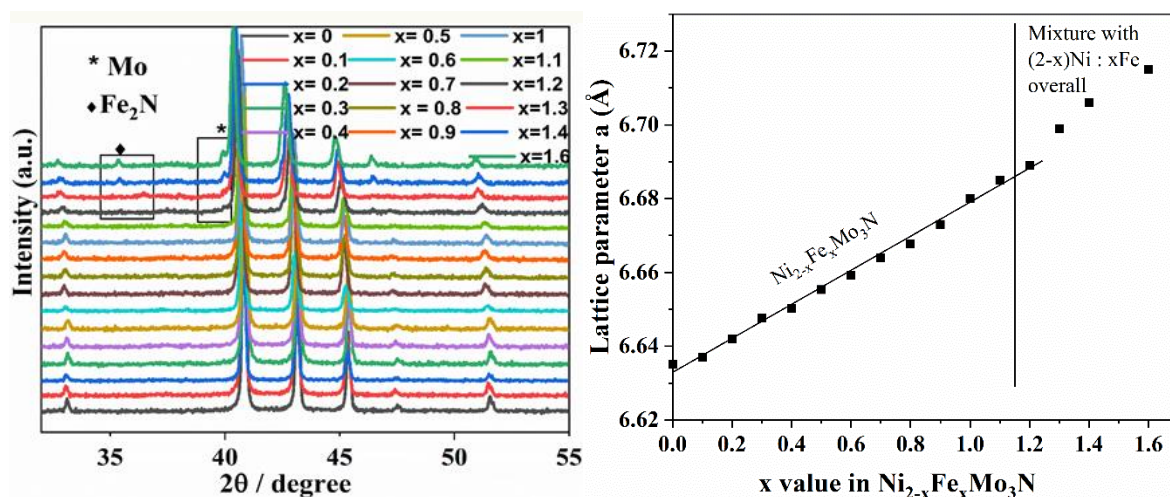 x= 0 x= 0.5 x=1
x= 0.1 x= 0.6 x=1.1
x= 0.2 x= 0.7 x=1.2
x= 0.3 x = 0.8 x=1.3
x= 0.4 x= 0.9 x=1.4
x=1.6
* Mo
♦Fe₂N
*
♦
Intensity (a.u.)
35 40 45 50 55
2θ / degree
Mixture with
(2-x)Ni : xFe
overall
Ni₂₋ₓFeₓMo₃N
Lattice parameter a (Å)
6.72
6.70
6.68
6.66
6.64
6.62
0.0 0.2 0.4 0.6 0.8 1.0 1.2 1.4 1.6
x value in Ni₂₋ₓFeₓMo₃N